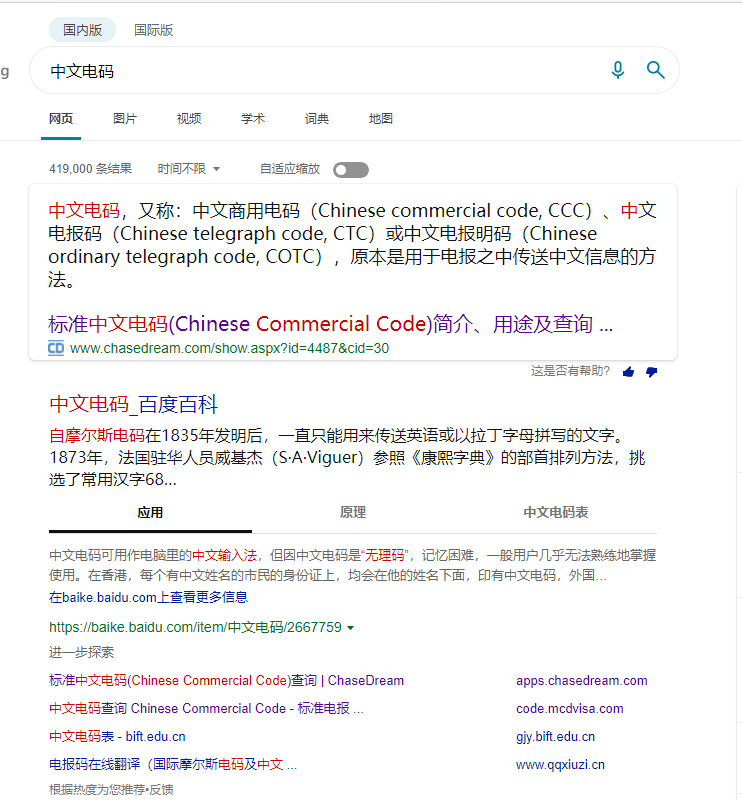 国内版 国际版
g
中文电码
网页 图片 视频 学术 词典 地图
419,000 条结果 时间不限 自适应缩放
中文电码，又称：中文商用电码（Chinese commercial code, CCC）、中文
电报码（Chinese telegraph code, CTC）或中文电报明码（Chinese
ordinary telegraph code, COTC），原本是用于电报之中传送中文信息的方
法。
标准中文电码(Chinese Commercial Code)简介、用途及查询 ...
CD www.chasedream.com/show.aspx?id=4487&cid=30
这是否有帮助?
中文电码_百度百科
自摩尔斯电码在1835年发明后，一直只能用来传送英语或以拉丁字母拼写的文字。
1873年，法国驻华人员威基杰（S·A·Viguer）参照《康熙字典》的部首排列方法，挑
选了常用汉字68...
应用 原理 中文电码表
中文电码可用作电脑里的中文输入法，但因中文电码是“无理码”，记忆困难，一般用户几乎无法熟练地掌握
使用。在香港，每个有中文姓名的市民的身份证上，均会在他的姓名下面，印有中文电码，外国...
在baike.baidu.com上查看更多信息
https://baike.baidu.com/item/中文电码/2667759
进一步探索
标准中文电码(Chinese Commercial Code)查询 | ChaseDream apps.chasedream.com
中文电码查询 Chinese Commercial Code - 标准电报 ... code.mcdvisa.com
中文电码表 - bift.edu.cn gjy.bift.edu.cn
电报码在线翻译（国际摩尔斯电码及中文 ... www.qqxiuzi.cn
根据热度为您推荐•反馈